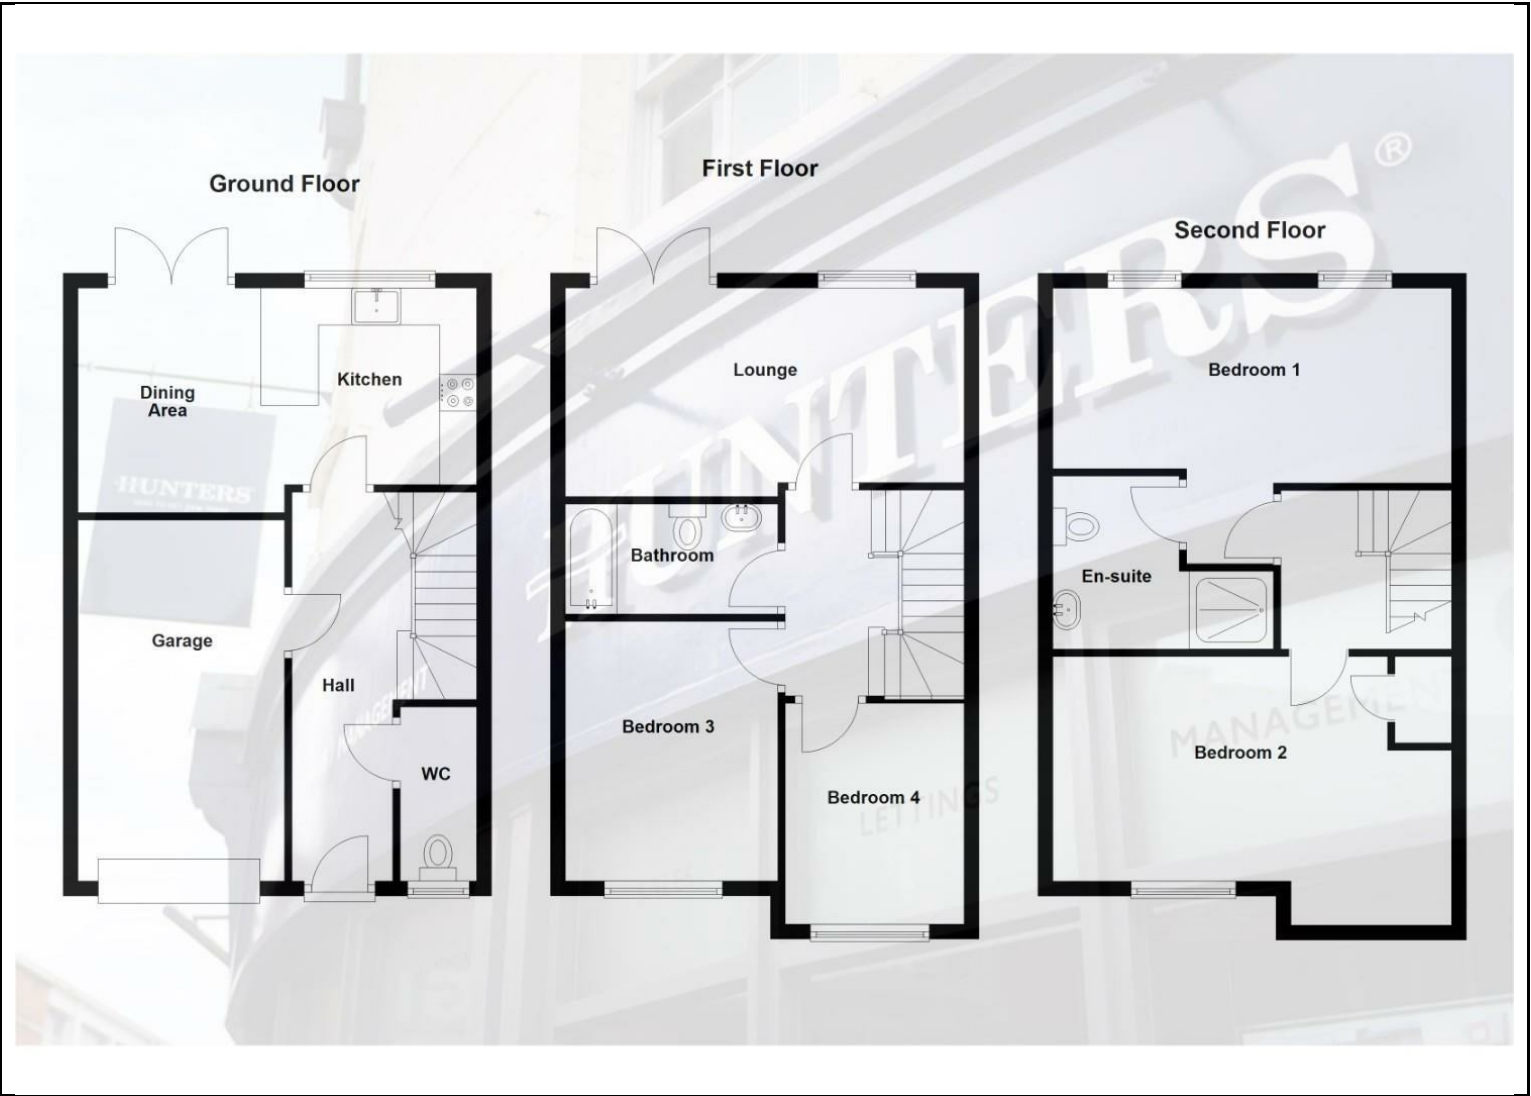 Ground Floor
Dining
Area
Kitchen
Garage
Hall
WC
First Floor
Lounge
Bathroom
Bedroom 3
Bedroom 4
Second Floor
Bedroom 1
En-suite
Bedroom 2
HUNTERS®
HUNTERS
MANAGEMENT
LETTINGS
MANAGEMENT